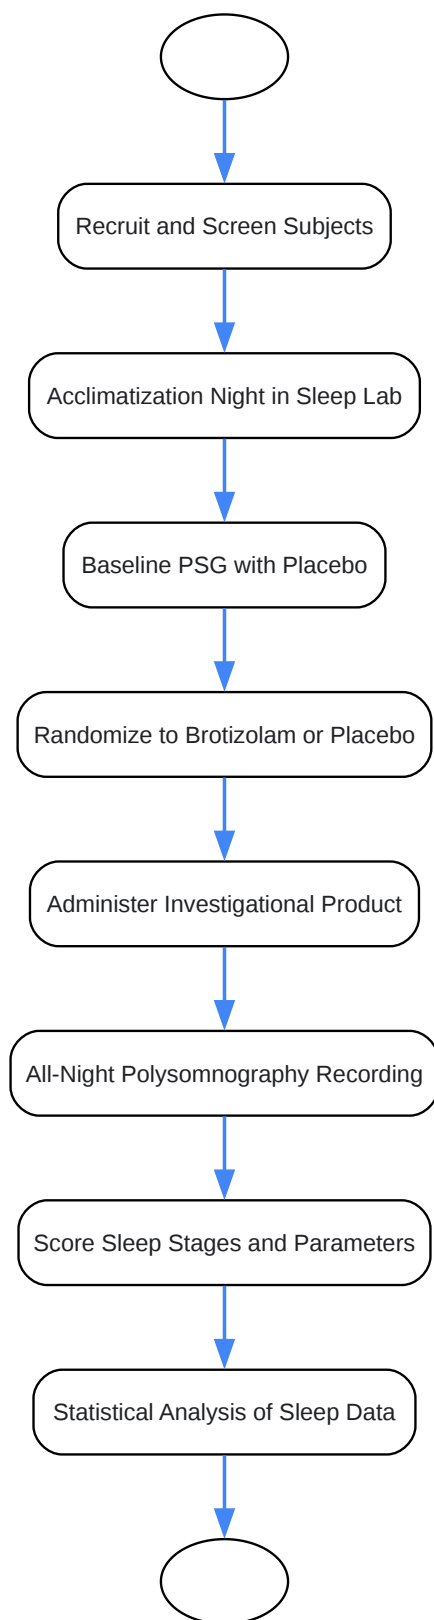 Recruit and Screen Subjects
Acclimatization Night in Sleep Lab
Baseline PSG with Placebo
Randomize to Brotizolam or Placebo
Administer Investigational Product
All-Night Polysomnography Recording
Score Sleep Stages and Parameters
Statistical Analysis of Sleep Data